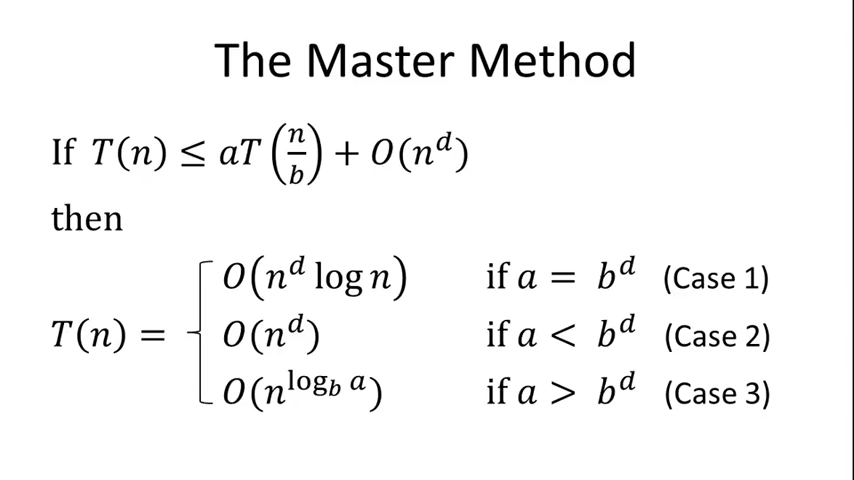 The Master Method
If T(n) ≤ aT(n/b) + O(n^d)
then
T(n) =
O(n^d log n) if a = b^d (Case 1)
O(n^d) if a < b^d (Case 2)
O(n^{log_b a}) if a > b^d (Case 3)